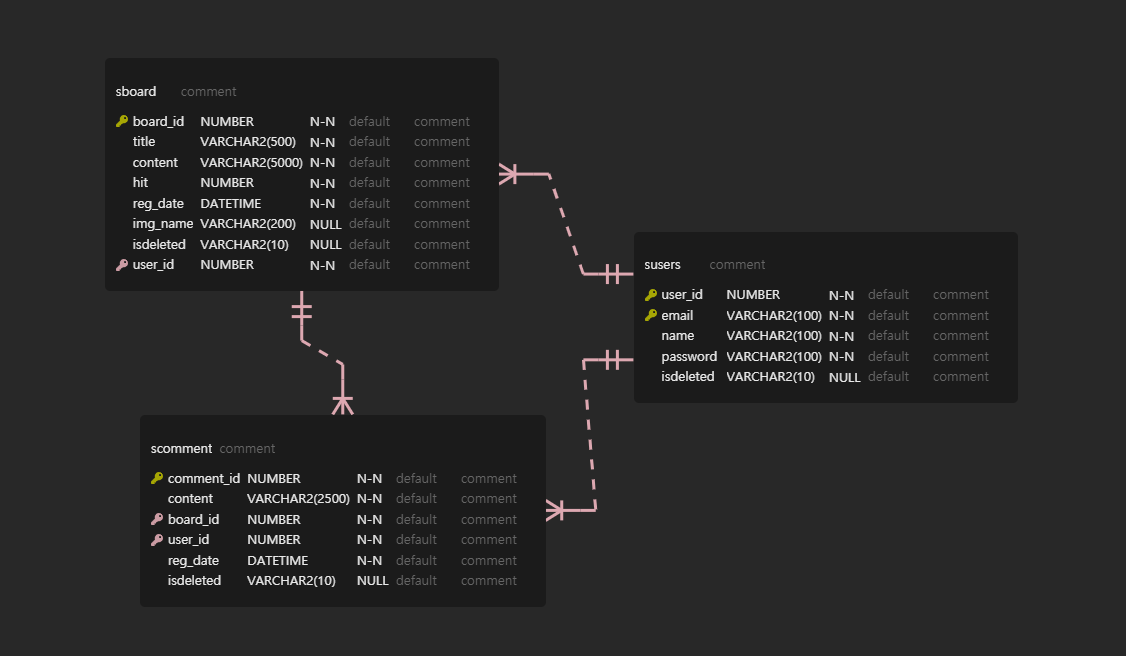 sboard comment
board_id NUMBER N-N default comment
title VARCHAR2(500) N-N default comment
content VARCHAR2(5000) N-N default comment
hit NUMBER N-N default comment
reg_date DATETIME N-N default comment
img_name VARCHAR2(200) NULL default comment
isdeleted VARCHAR2(10) NULL default comment
user_id NUMBER N-N default comment
susers comment
user_id NUMBER N-N default comment
email VARCHAR2(100) N-N default comment
name VARCHAR2(100) N-N default comment
password VARCHAR2(100) N-N default comment
isdeleted VARCHAR2(10) NULL default comment
scomment comment
comment_id NUMBER N-N default comment
content VARCHAR2(2500) N-N default comment
board_id NUMBER N-N default comment
user_id NUMBER N-N default comment
reg_date DATETIME N-N default comment
isdeleted VARCHAR2(10) NULL default comment